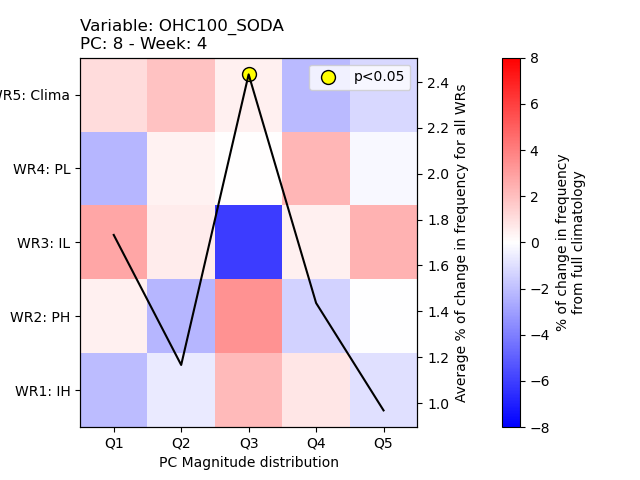 Variable: OHC100_SODA
PC: 8 - Week: 4
p<0.05
R5: Clima
WR4: PL
WR3: IL
WR2: PH
WR1: IH
Q1 Q2 Q3 Q4 Q5
PC Magnitude distribution
2.4
2.2
2.0
1.8
1.6
1.4
1.2
1.0
Average % of change in frequency for all WRs
8
6
4
2
0
−2
−4
−6
−8
% of change in frequency
from full climatology